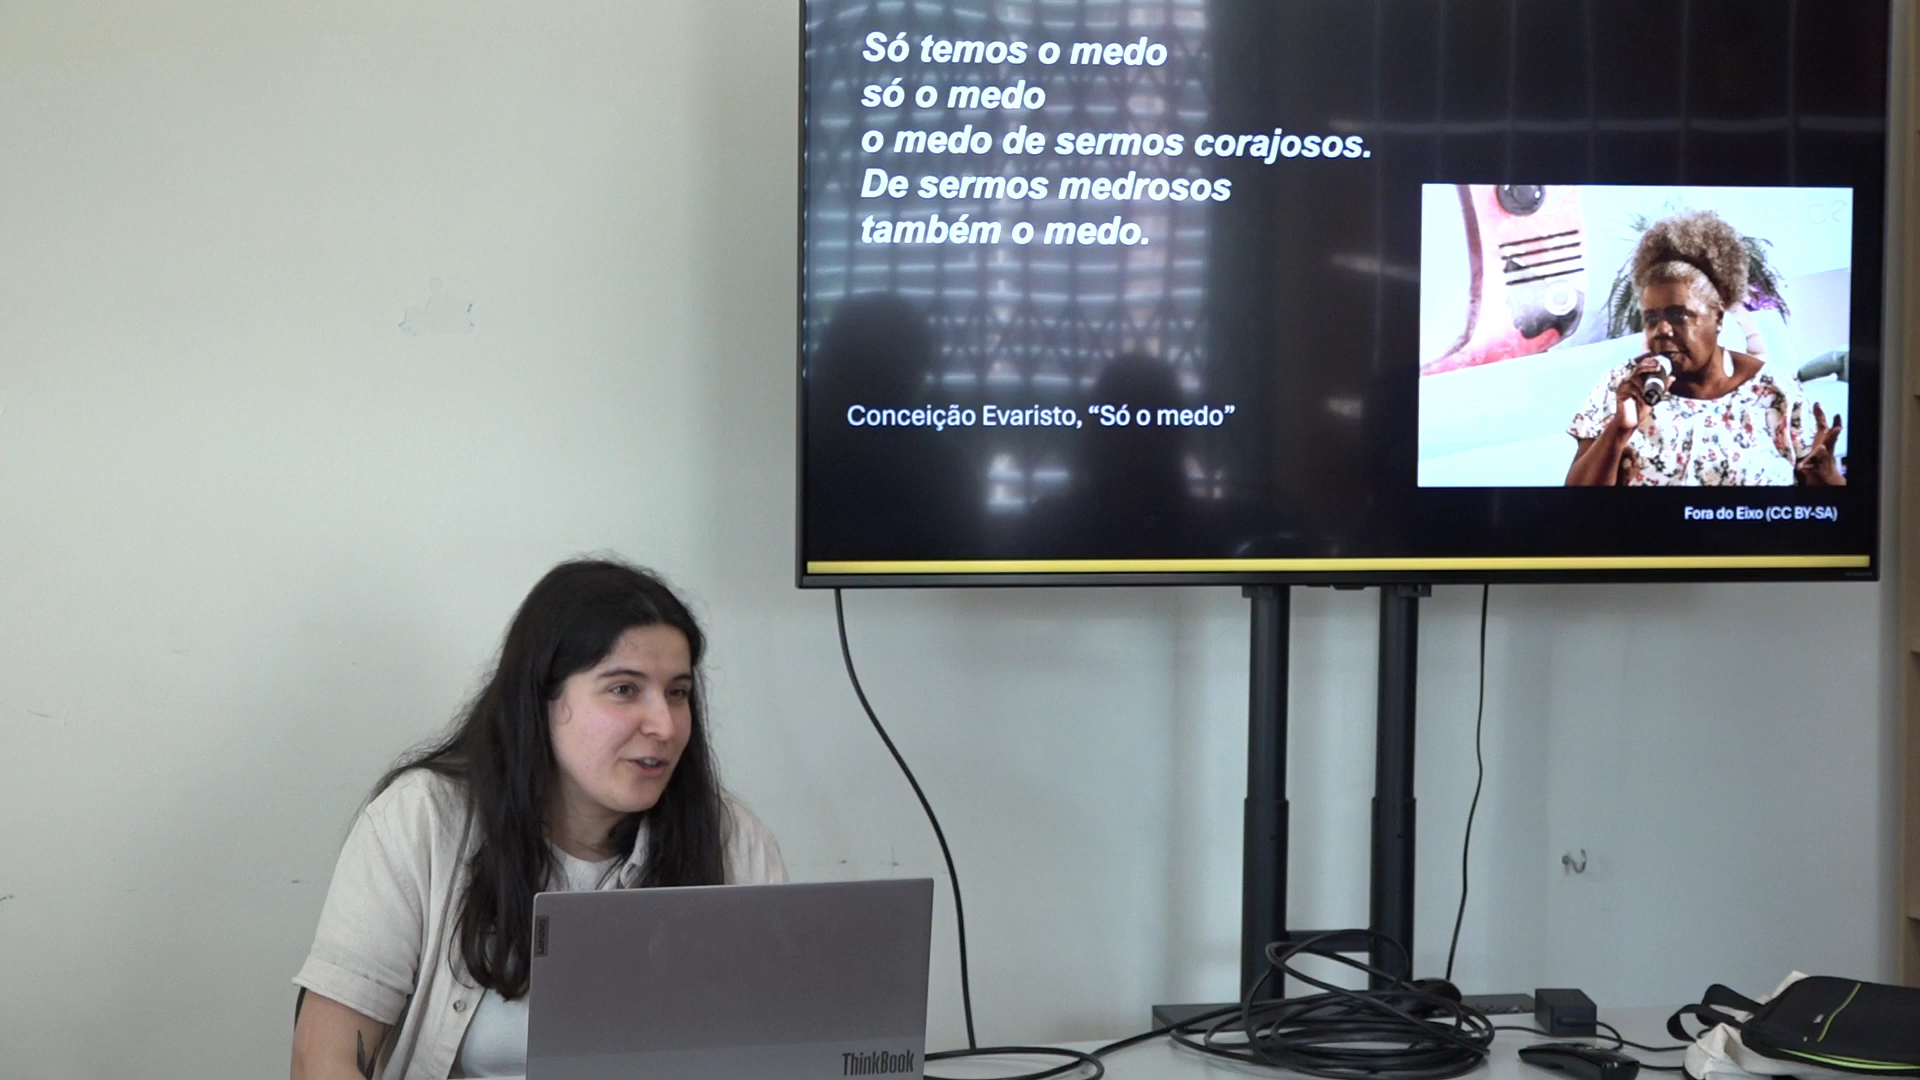 Só temos o medo
só o medo
o medo de sermos corajosos.
De sermos medrosos
também o medo.
Conceição Evaristo, “Só o medo”
Fora do Eixo (CC BY-SA)
Lenovo
ThinkBook